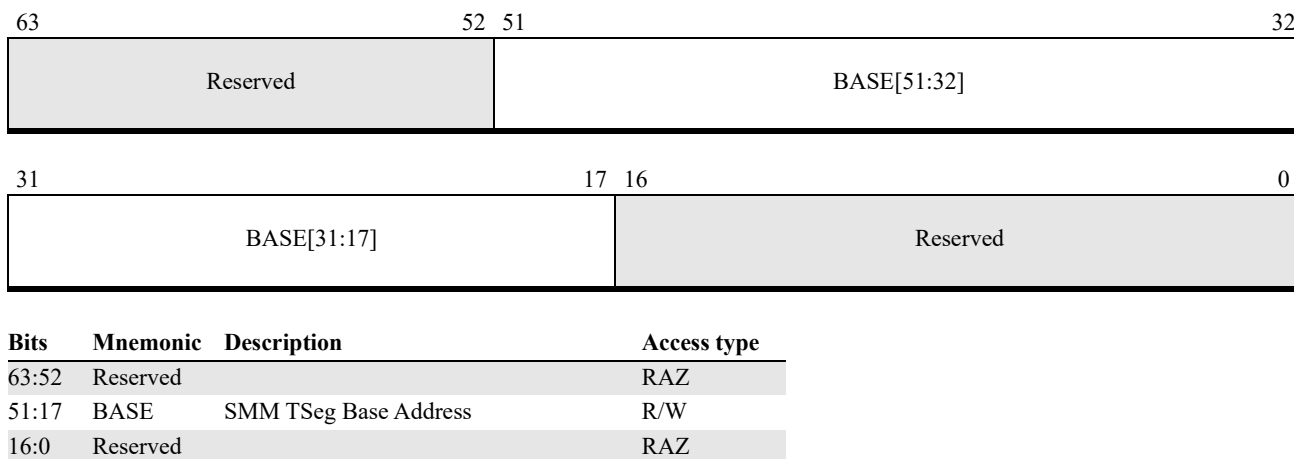 63 52 51 32
Reserved BASE[51:32]
31 17 16 0
BASE[31:17] Reserved
Bits Mnemonic Description Access type
63:52 Reserved RAZ
51:17 BASE SMM TSeg Base Address R/W
16:0 Reserved RAZ